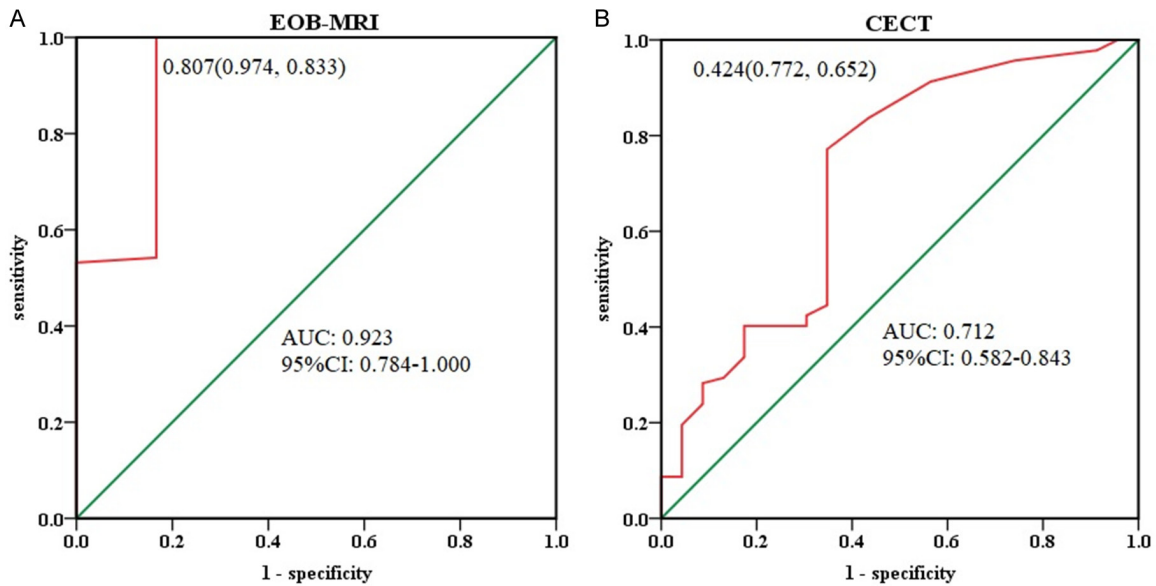 A
EOB-MRI
1.0
0.8
0.6
0.4
0.2
0.0
sensitivity
0.807(0.974, 0.833)
AUC: 0.923
95%CI: 0.784-1.000
0.0 0.2 0.4 0.6 0.8 1.0
1 - specificity
B
CECT
1.0
0.8
0.6
0.4
0.2
0.0
sensitivity
0.424(0.772, 0.652)
AUC: 0.712
95%CI: 0.582-0.843
0.0 0.2 0.4 0.6 0.8 1.0
1 - specificity